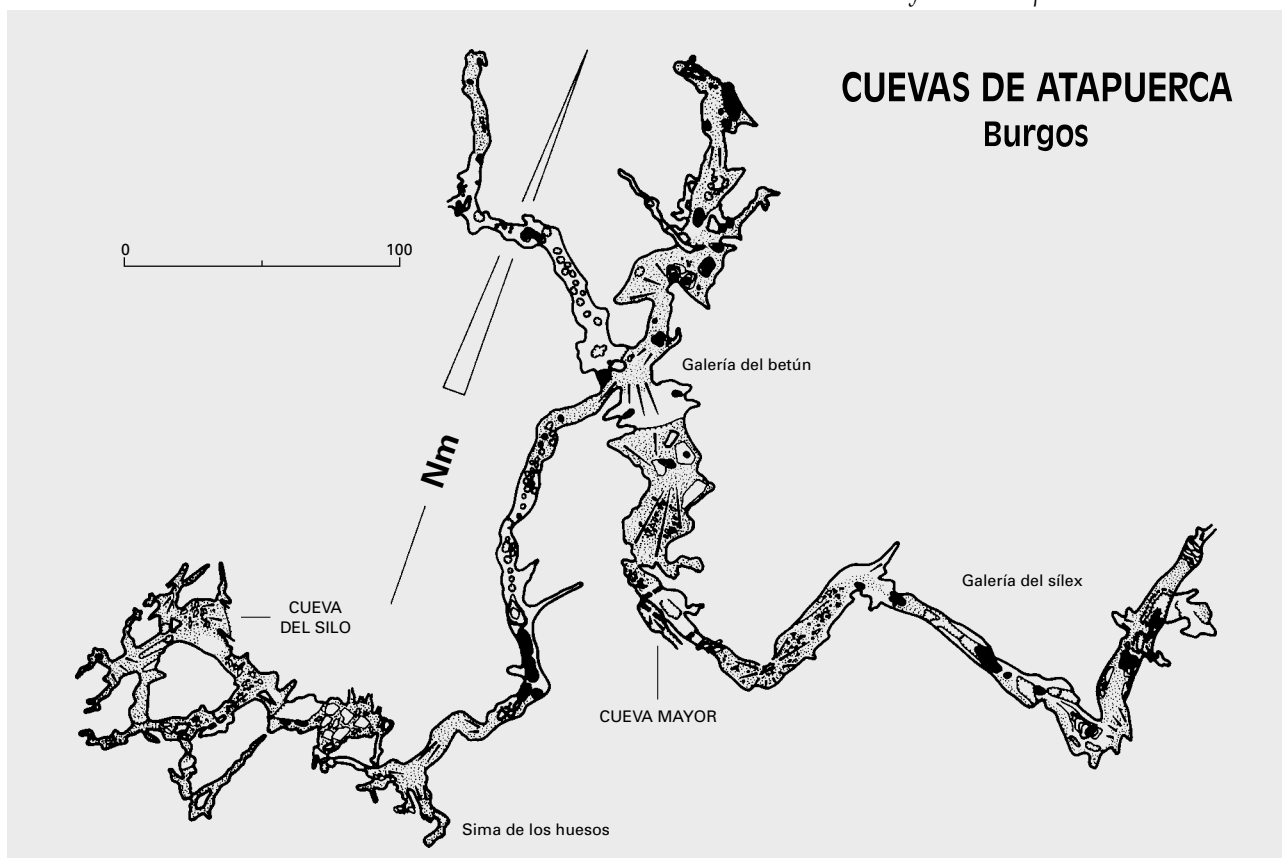 CUEVAS DE ATAPUERCA
Burgos
0 100
Galería del betún
Nm
Galería del sílex
CUEVA
DEL SILO
CUEVA MAYOR
Sima de los huesos